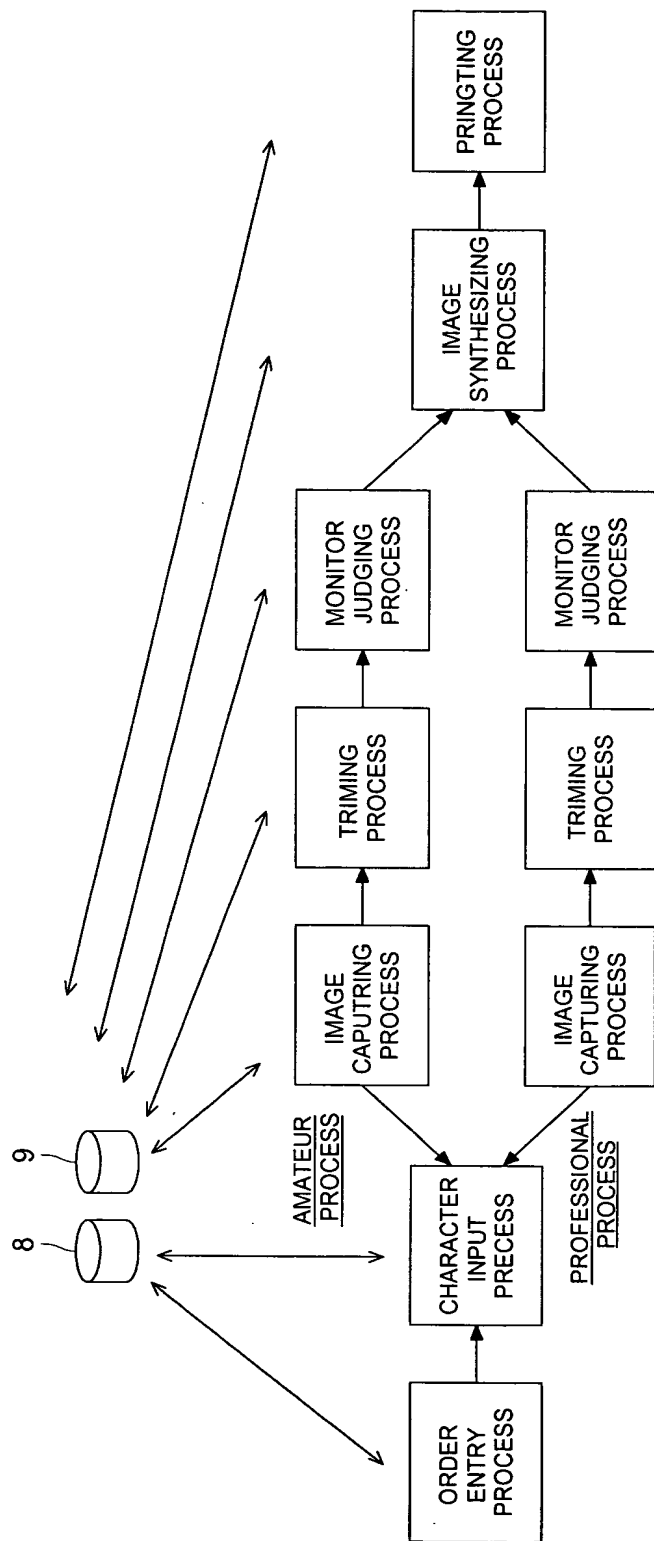 8
9
ORDER
ENTRY
PROCESS
CHARACTER
INPUT
PRECESS
AMATEUR
PROCESS
IMAGE
CAPUTRING
PROCESS
TRIMING
PROCESS
MONITOR
JUDGING
PROCESS
PROFESSIONAL
PROCESS
IMAGE
CAPTURING
PROCESS
TRIMING
PROCESS
MONITOR
JUDGING
PROCESS
IMAGE
SYNTHESIZING
PROCESS
PRINGTING
PROCESS